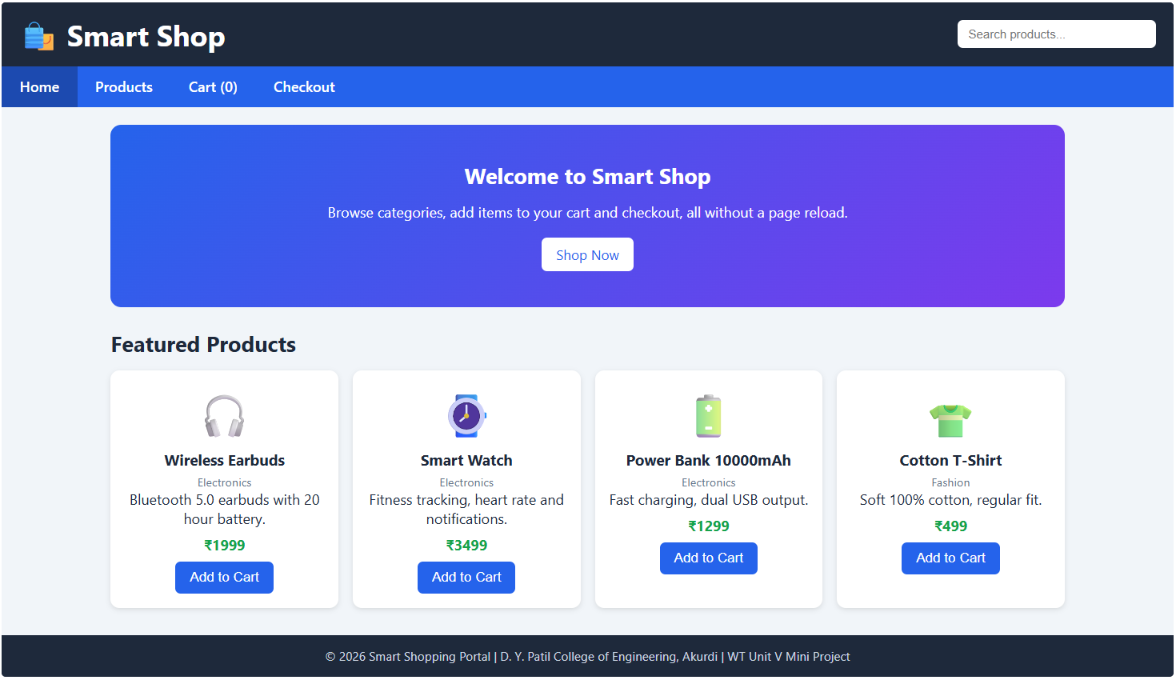 Smart Shop
Search products...
Home
Products
Cart (0)
Checkout
Welcome to Smart Shop
Browse categories, add items to your cart and checkout, all without a page reload.
Shop Now
Featured Products
Wireless Earbuds
Electronics
Bluetooth 5.0 earbuds with 20
hour battery.
₹1999
Add to Cart
Smart Watch
Electronics
Fitness tracking, heart rate and
notifications.
₹3499
Add to Cart
Power Bank 10000mAh
Electronics
Fast charging, dual USB output.
₹1299
Add to Cart
Cotton T-Shirt
Fashion
Soft 100% cotton, regular fit.
₹499
Add to Cart
© 2026 Smart Shopping Portal | D. Y. Patil College of Engineering, Akurdi | WT Unit V Mini Project